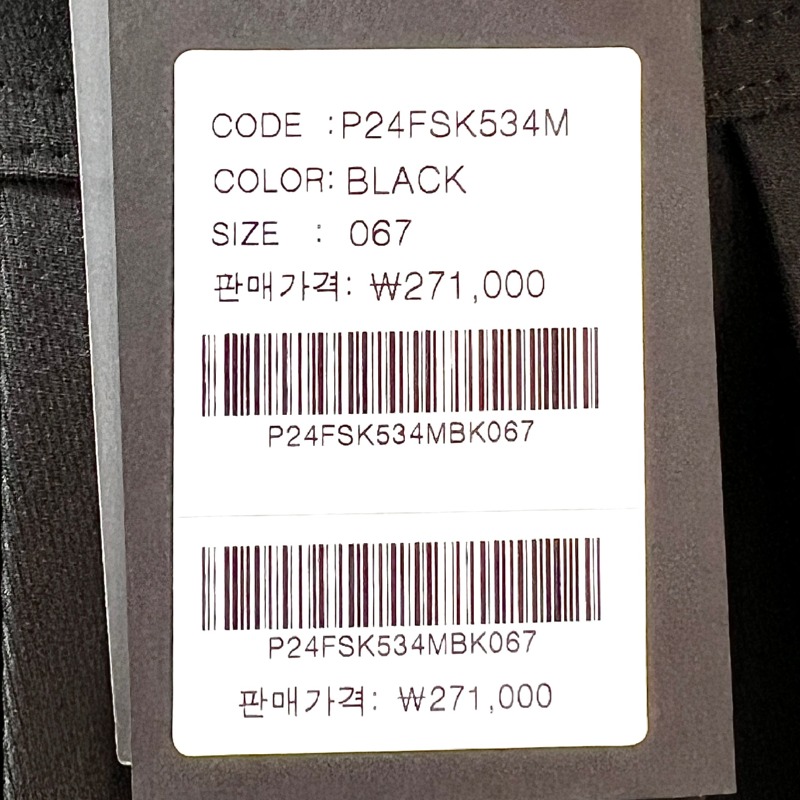 CODE :P24FSK534M
COLOR: BLACK
SIZE : 067
판매가격: ₩271,000
P24FSK534MBK067
P24FSK534MBK067
판매가격: ₩271,000